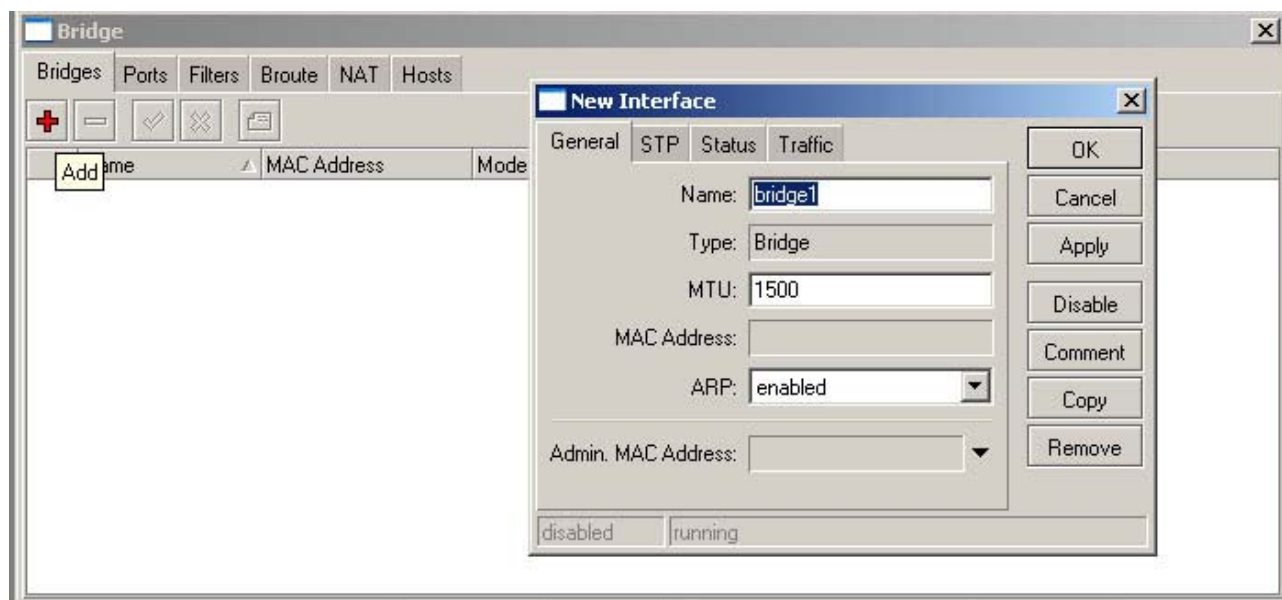 Bridge
Bridges Ports Filters Broute NAT Hosts
Add
MAC Address Mode
New Interface
General STP Status Traffic
Name: bridge1
Type: Bridge
MTU: 1500
MAC Address:
ARP: enabled
Admin. MAC Address:
disabled running
OK
Cancel
Apply
Disable
Comment
Copy
Remove